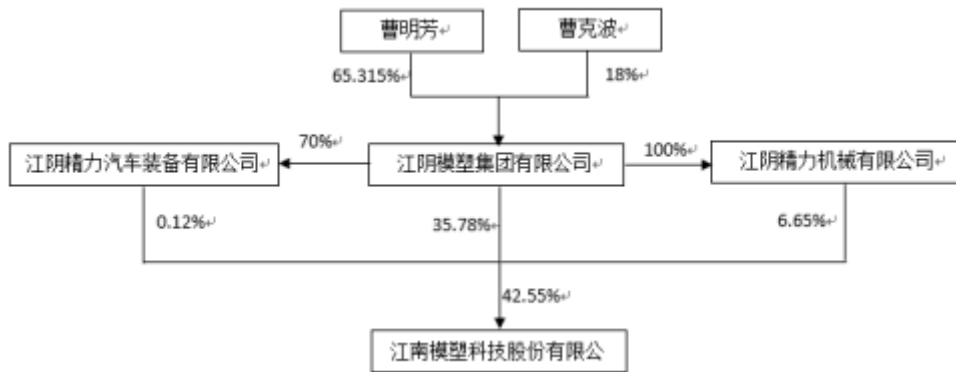 曹明芳
曹克波
65.315%
18%
江阴精力汽车装备有限公司
70%
江阴模塑集团有限公司
100%
江阴精力机械有限公司
0.12%
35.78%
6.65%
42.55%
江南模塑科技股份有限公